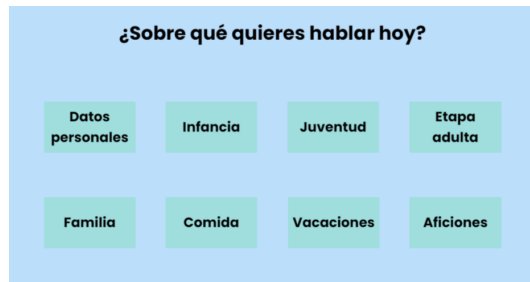 ¿Sobre qué quieres hablar hoy?
Datos
personales
Infancia
Juventud
Etapa
adulta
Familia
Comida
Vacaciones
Aficiones